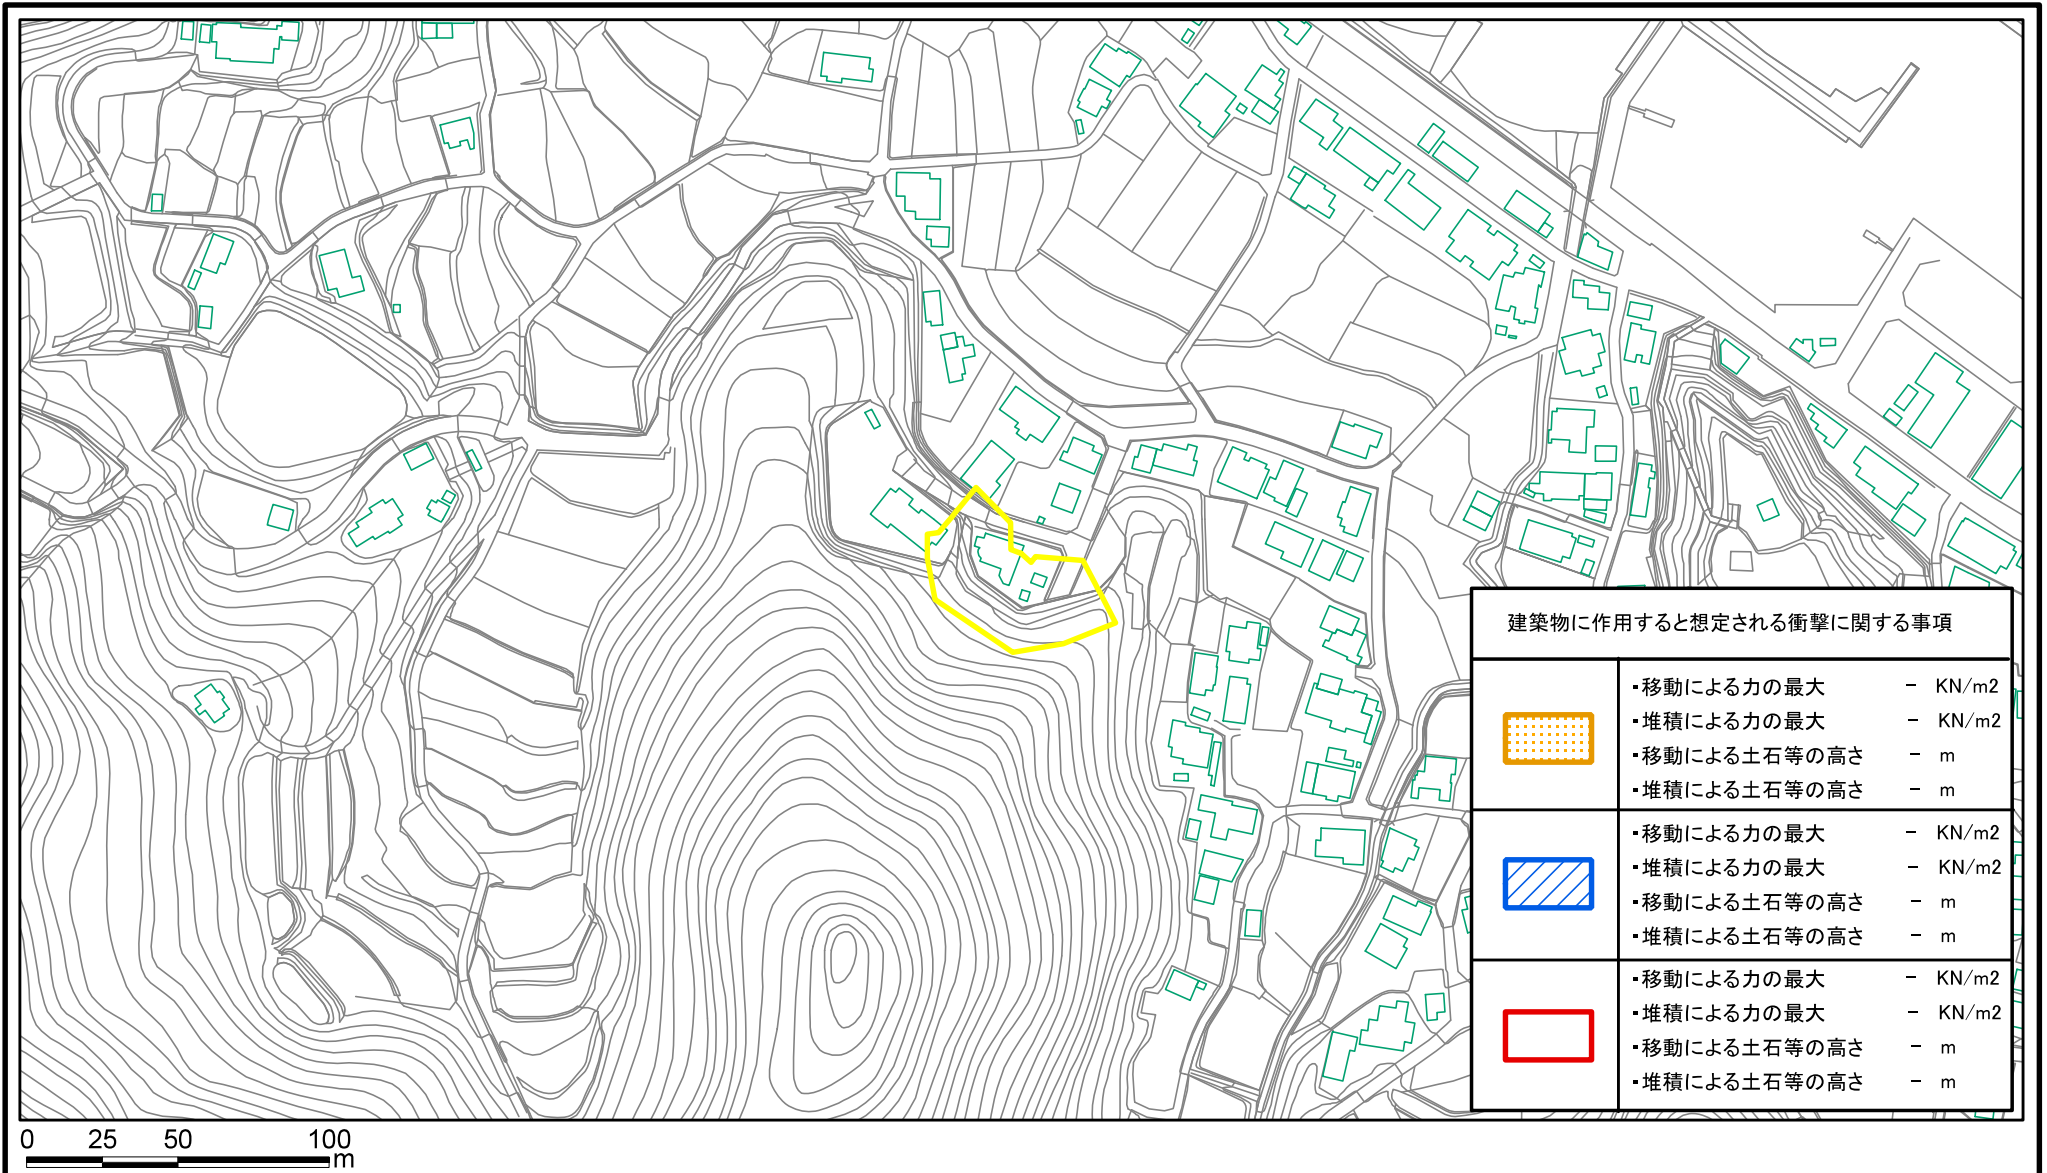 建築物に作用すると想定される衝撃に関する事項
・移動による力の最大 － KN/m2
・堆積による力の最大 － KN/m2
・移動による土石等の高さ － m
・堆積による土石等の高さ － m
・移動による力の最大 － KN/m2
・堆積による力の最大 － KN/m2
・移動による土石等の高さ － m
・堆積による土石等の高さ － m
・移動による力の最大 － KN/m2
・堆積による力の最大 － KN/m2
・移動による土石等の高さ － m
・堆積による土石等の高さ － m
0 25 50 100
m